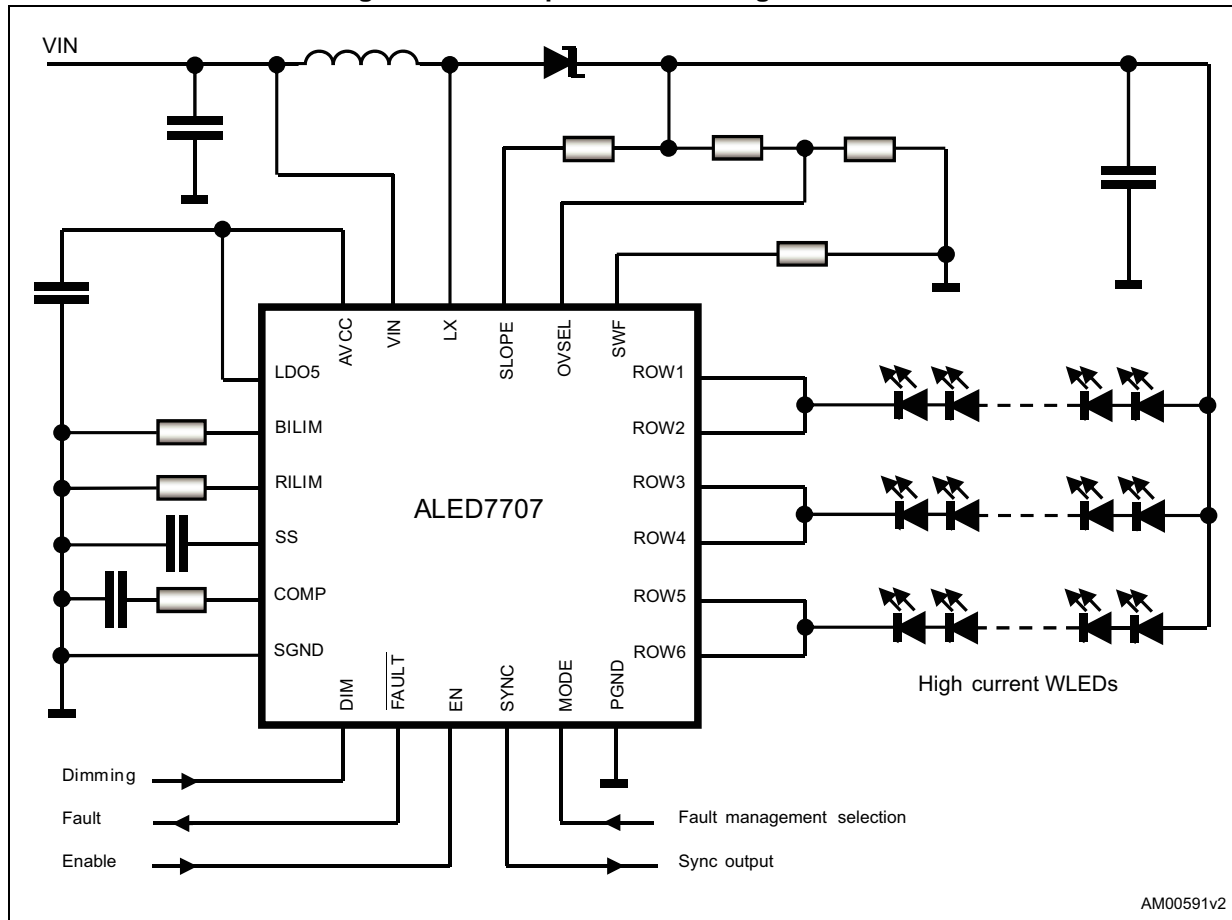 VIN
AVCC
VIN
LX
SLOPE
OVSEL
SWF
LDO5
BILIM
RILIM
SS
COMP
SGND
ALED7707
ROW1
ROW2
ROW3
ROW4
ROW5
ROW6
DIM
FAULT
EN
SYNC
MODE
PGND
High current WLEDs
Dimming
Fault
Enable
Fault management selection
Sync output
AM00591v2